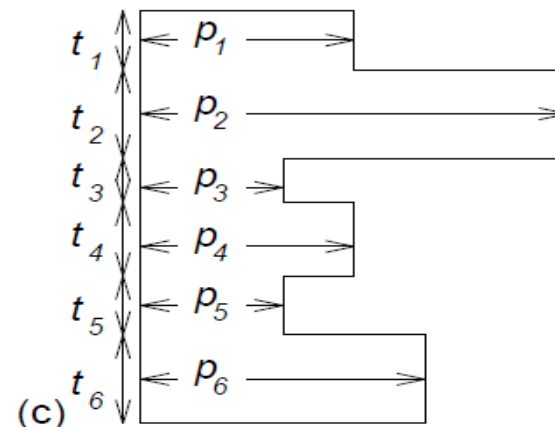 t₁ p₁
t₂ p₂
t₃ p₃
t₄ p₄
t₅ p₅
t₆ p₆
(c)